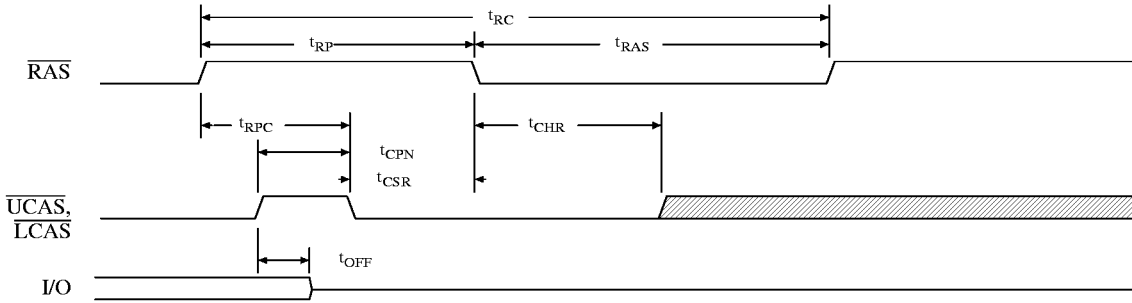 tRC
tRP
tRAS
RAS
tRPC
tCHR
tCPN
tCSR
UCAS,
LCAS
tOFF
I/O